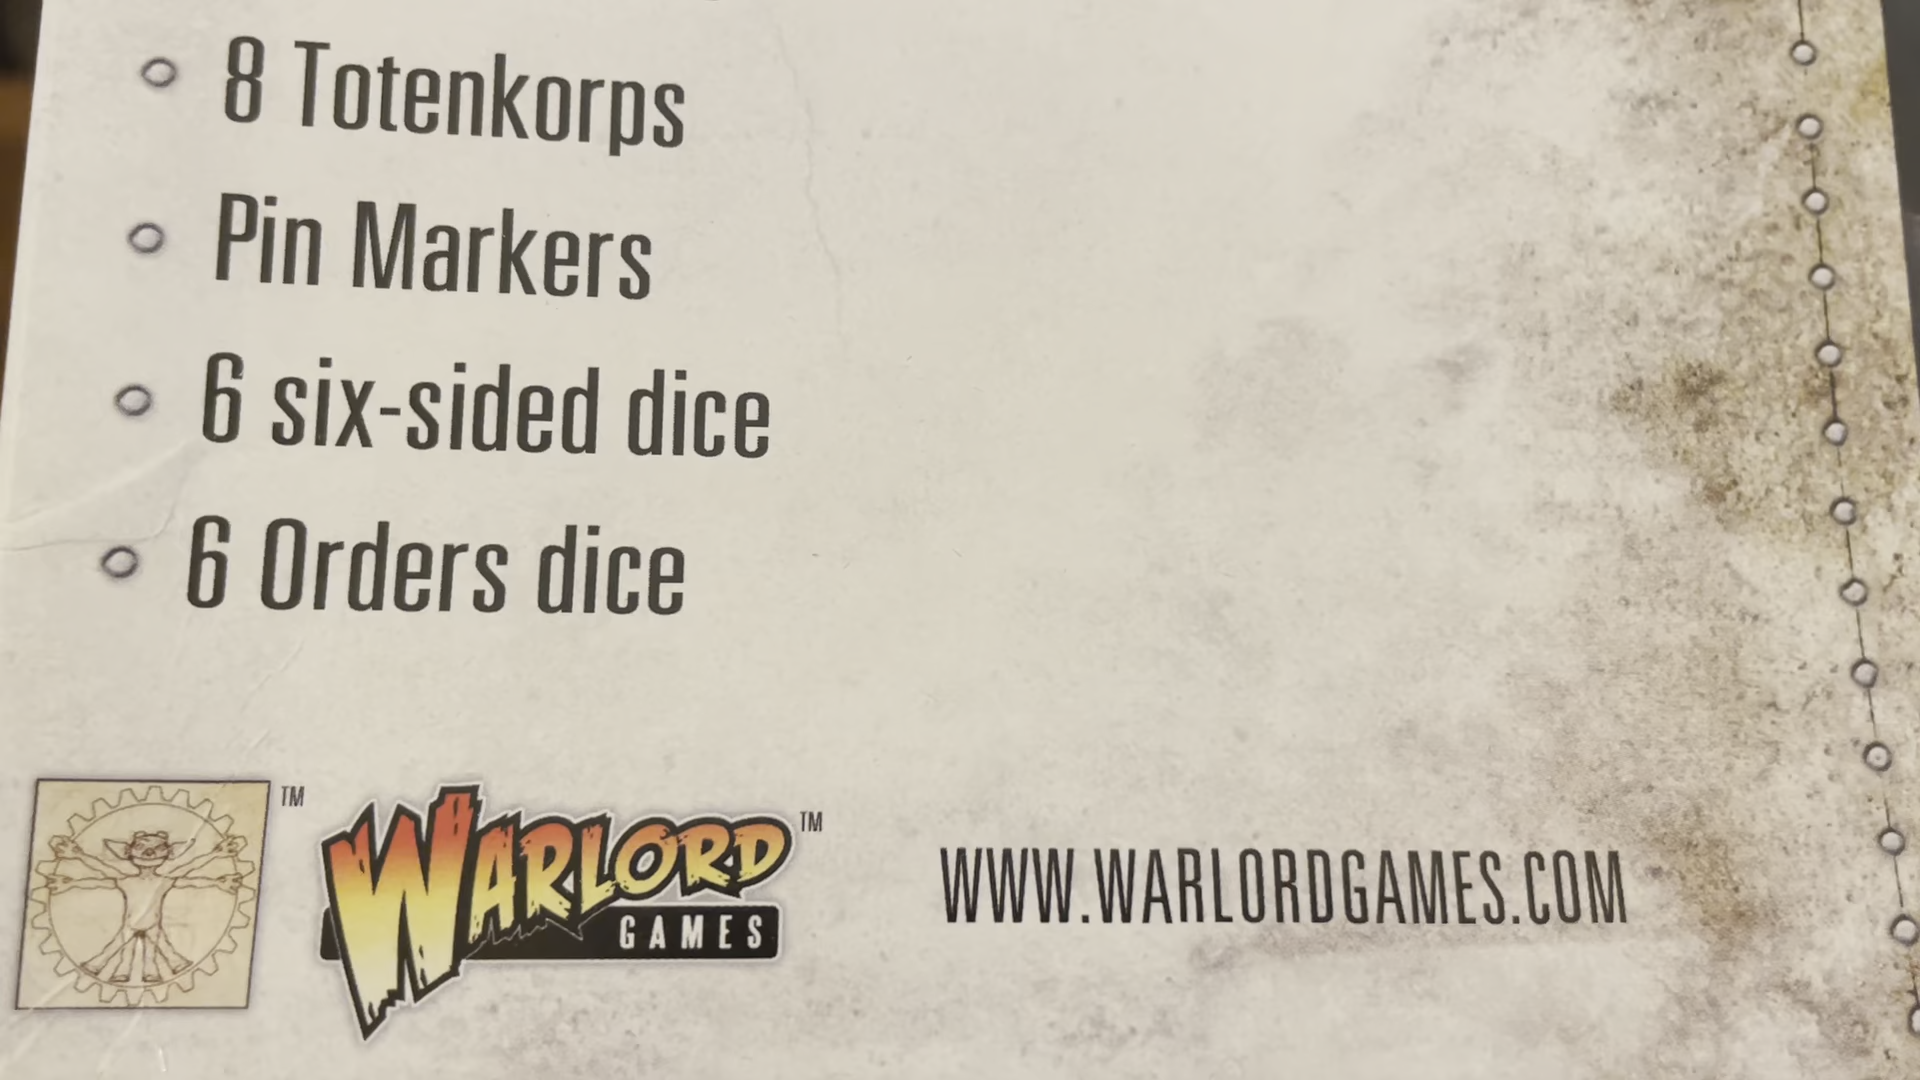 8 Totenkorps
Pin Markers
6 six-sided dice
6 Orders dice
TM
WARLORD TM
GAMES
WWW.WARLORDGAMES.COM